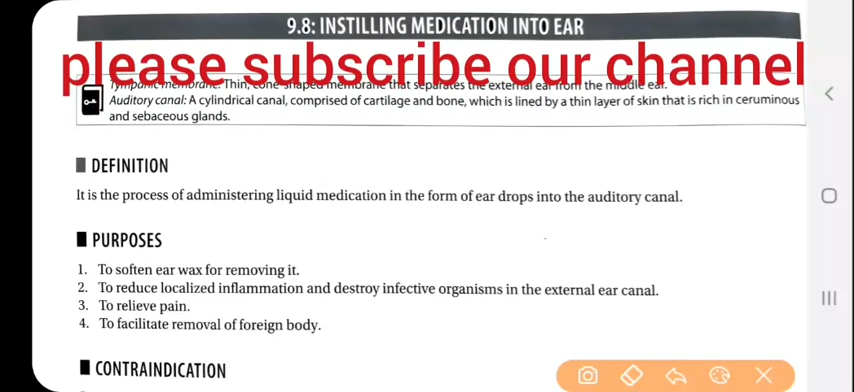 9.8: INSTILLING MEDICATION INTO EAR
please subscribe our channel
Tympanic membrane: Thin, cone-shaped membrane that separates the external ear from the middle ear.
Auditory canal: A cylindrical canal, comprised of cartilage and bone, which is lined by a thin layer of skin that is rich in ceruminous
and sebaceous glands.
DEFINITION
It is the process of administering liquid medication in the form of ear drops into the auditory canal.
PURPOSES
1. To soften ear wax for removing it.
2. To reduce localized inflammation and destroy infective organisms in the external ear canal.
3. To relieve pain.
4. To facilitate removal of foreign body.
CONTRAINDICATION